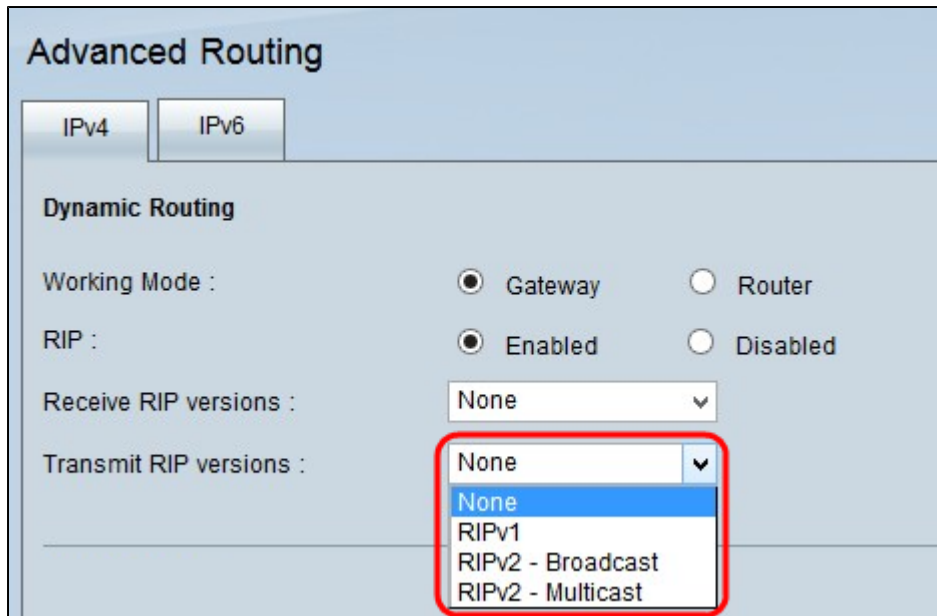 Advanced Routing
IPv4 IPv6
Dynamic Routing
Working Mode : Gateway Router
RIP : Enabled Disabled
Receive RIP versions : None
Transmit RIP versions : None
None
RIPv1
RIPv2 - Broadcast
RIPv2 - Multicast